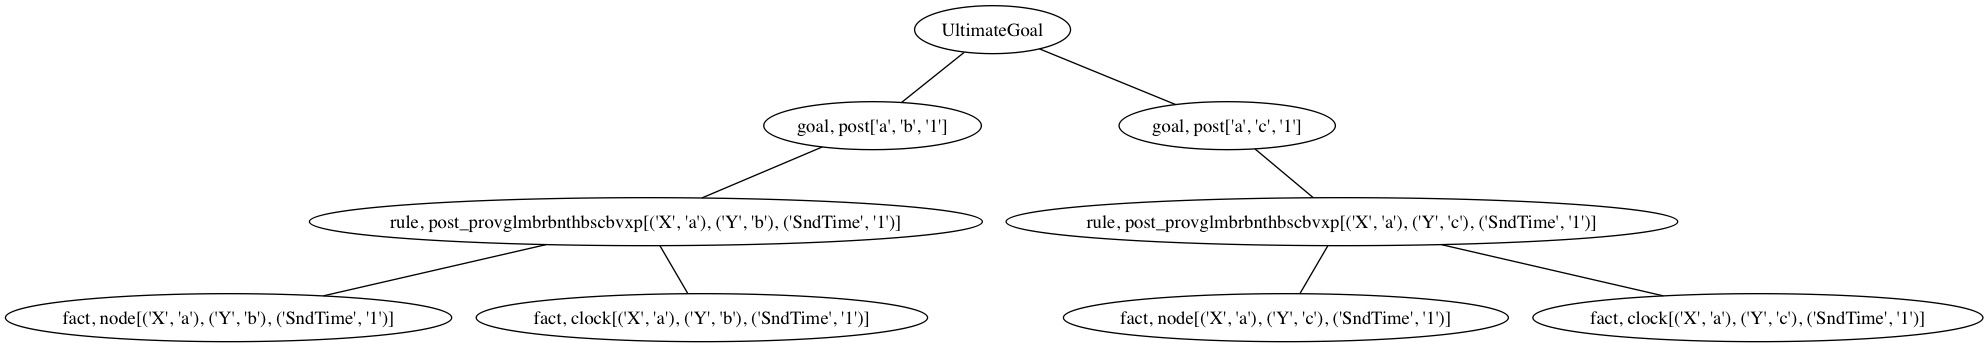 UltimateGoal
goal, post['a', 'b', '1']
goal, post['a', 'c', '1']
rule, post_provglmbrbnthbscbvxp[('X', 'a'), ('Y', 'b'), ('SndTime', '1')]
rule, post_provglmbrbnthbscbvxp[('X', 'a'), ('Y', 'c'), ('SndTime', '1')]
fact, node[('X', 'a'), ('Y', 'b'), ('SndTime', '1')]
fact, clock[('X', 'a'), ('Y', 'b'), ('SndTime', '1')]
fact, node[('X', 'a'), ('Y', 'c'), ('SndTime', '1')]
fact, clock[('X', 'a'), ('Y', 'c'), ('SndTime', '1')]